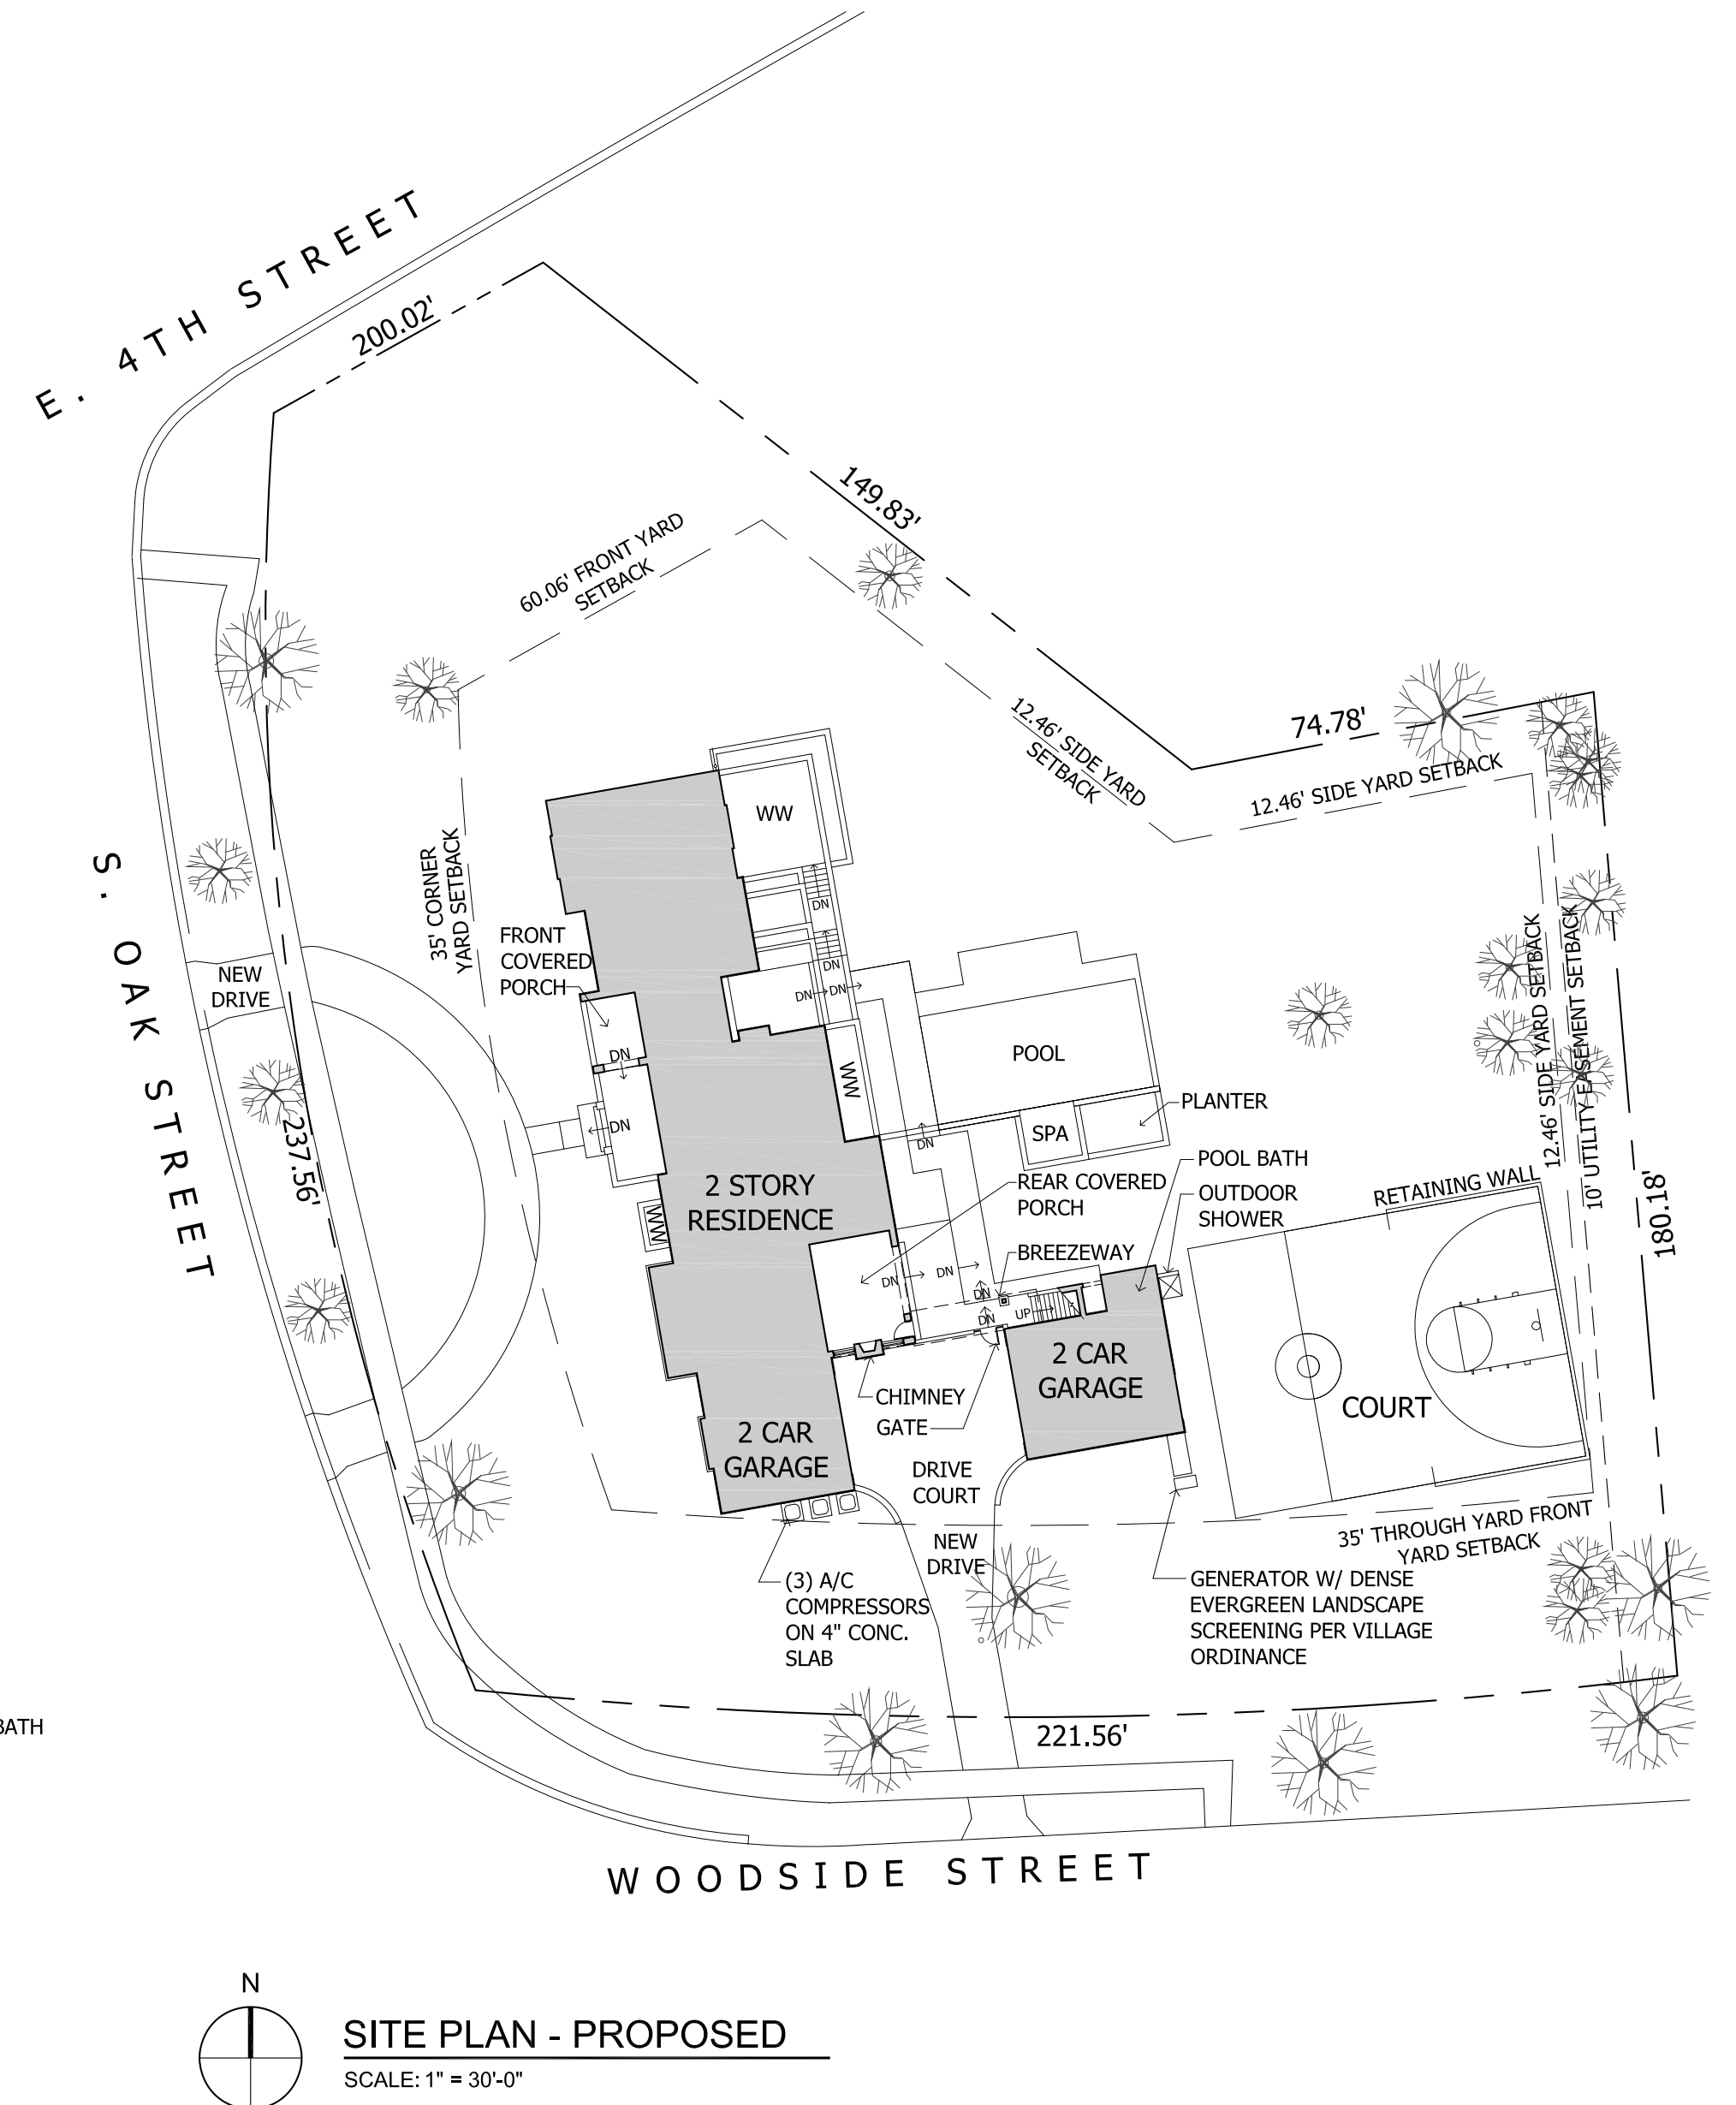 E. 4TH STREET
200.02'
149.83'
60.06' FRONT YARD
SETBACK
12.46' SIDE YARD
SETBACK
74.78'
12.46' SIDE YARD SETBACK
WW
35' CORNER
YARD SETBACK
S. OAK STREET
DN
FRONT
COVERED
PORCH
DN
NEW
DRIVE
DN
DN
12.46' SIDE YARD SETBACK
10' UTILITY EASEMENT SETBACK
DN
POOL
WW
PLANTER
DN
237.56'
DN
SPA
POOL BATH
2 STORY
RESIDENCE
REAR COVERED
PORCH
OUTDOOR
SHOWER
RETAINING WALL
180.18'
WW
BREEZEWAY
DN
DN
DN
DN
UP
2 CAR
GARAGE
CHIMNEY
GATE
COURT
2 CAR
GARAGE
DRIVE
COURT
NEW
DRIVE
35' THROUGH YARD FRONT
YARD SETBACK
(3) A/C
COMPRESSORS
ON 4" CONC.
SLAB
GENERATOR W/ DENSE
EVERGREEN LANDSCAPE
SCREENING PER VILLAGE
ORDINANCE
BATH
221.56'
WOODSIDE STREET
N
SITE PLAN - PROPOSED
SCALE: 1" = 30'-0"